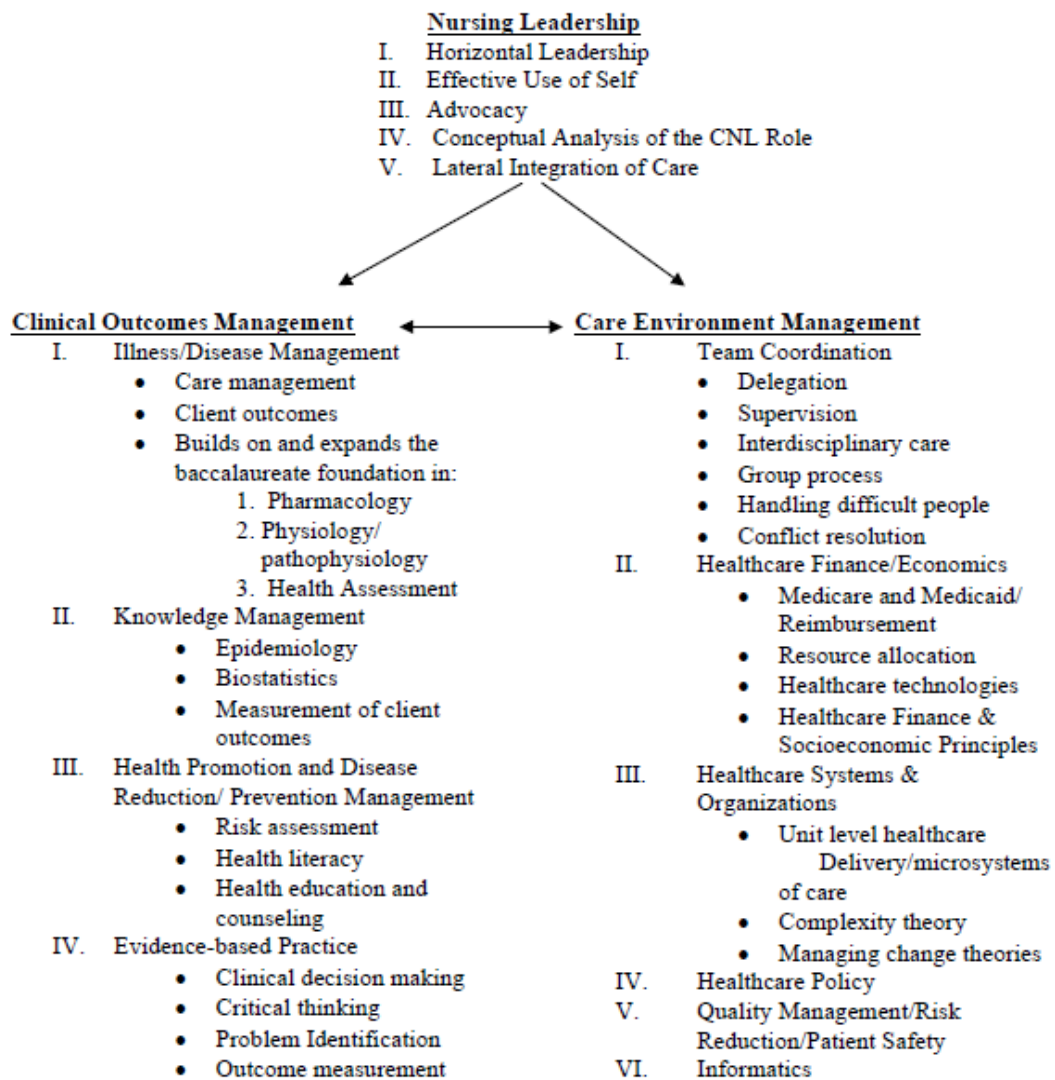 Nursing Leadership
I. Horizontal Leadership
II. Effective Use of Self
III. Advocacy
IV. Conceptual Analysis of the CNL Role
V. Lateral Integration of Care
Clinical Outcomes Management
I. Illness/Disease Management
• Care management
• Client outcomes
• Builds on and expands the
baccalaureate foundation in:
1. Pharmacology
2. Physiology/
pathophysiology
3. Health Assessment
II. Knowledge Management
• Epidemiology
• Biostatistics
• Measurement of client
outcomes
III. Health Promotion and Disease
Reduction/ Prevention Management
• Risk assessment
• Health literacy
• Health education and
counseling
IV. Evidence-based Practice
• Clinical decision making
• Critical thinking
• Problem Identification
• Outcome measurement
Care Environment Management
I. Team Coordination
• Delegation
• Supervision
• Interdisciplinary care
• Group process
• Handling difficult people
• Conflict resolution
II. Healthcare Finance/Economics
• Medicare and Medicaid/
Reimbursement
• Resource allocation
• Healthcare technologies
• Healthcare Finance &
Socioeconomic Principles
III. Healthcare Systems &
Organizations
• Unit level healthcare
Delivery/microsystems
of care
• Complexity theory
• Managing change theories
IV. Healthcare Policy
V. Quality Management/Risk
Reduction/Patient Safety
VI. Informatics